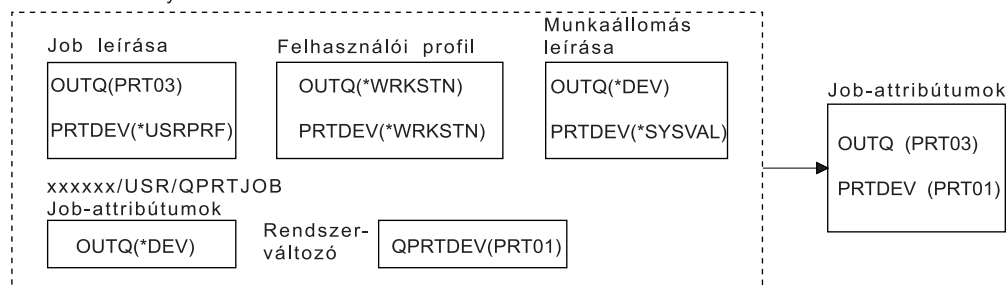 Job leírása
OUTQ(PRT03)
PRTDEV(*USRPRF)
Felhasználói profil
OUTQ(*WRKSTN)
PRTDEV(*WRKSTN)
Munkaállomás
leírása
OUTQ(*DEV)
PRTDEV(*SYSVAL)
xxxxxx/USR/QPRTJOB
Job-attribútumok
OUTQ(*DEV)
Rendszer-
változó
QPRTDEV(PRT01)
Job-attribútumok
OUTQ (PRT03)
PRTDEV (PRT01)